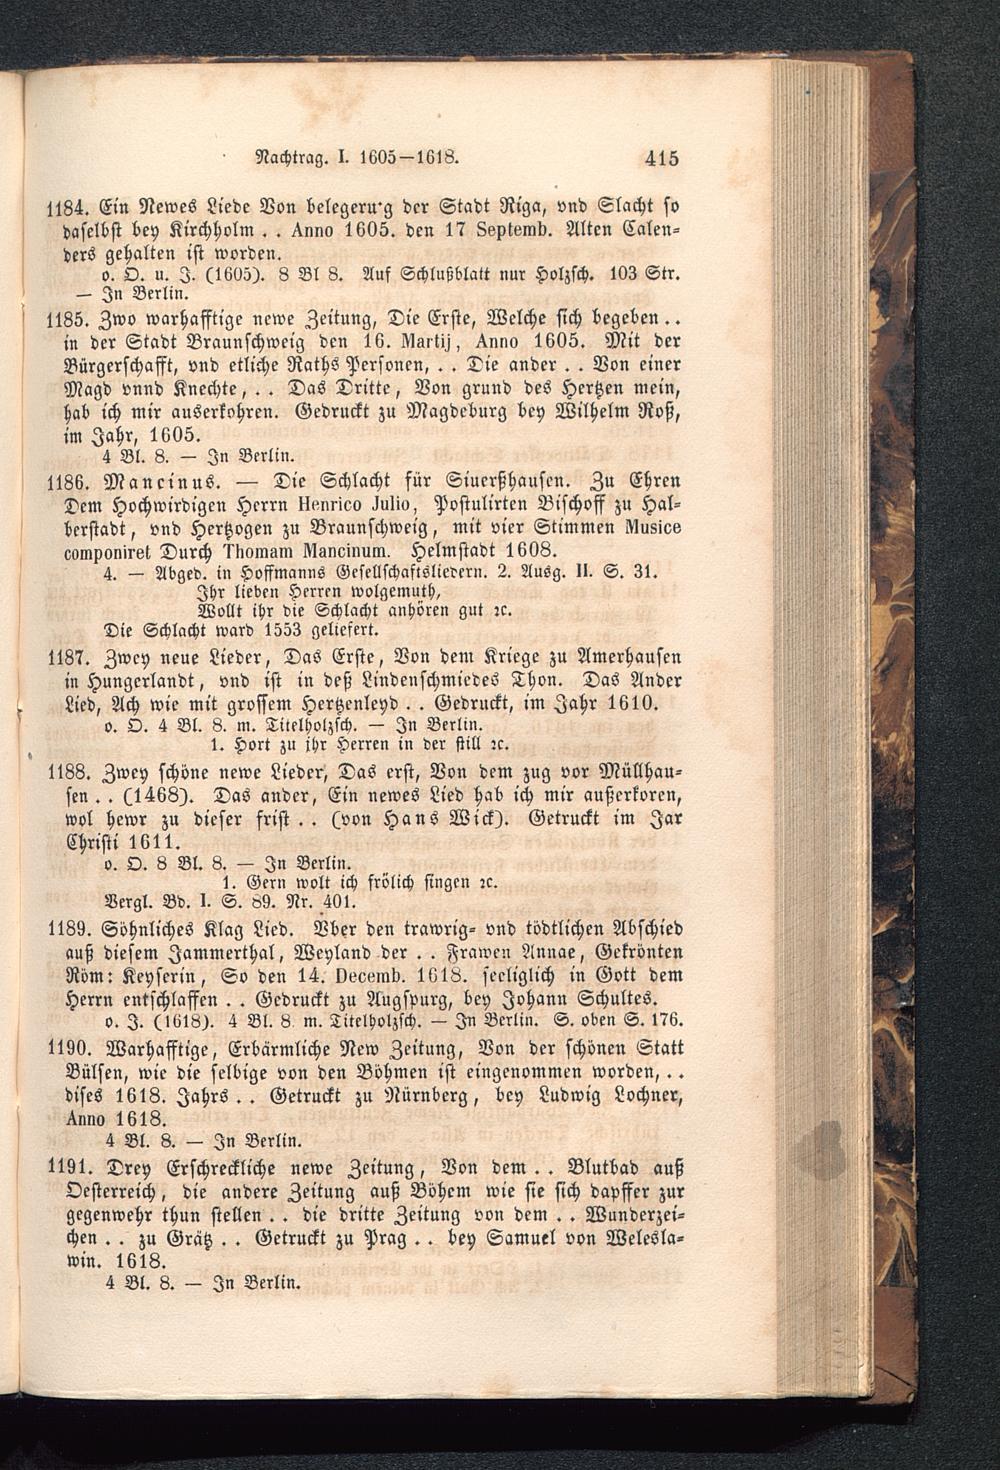 Nachtrag. I. 1605—1618. 415
1184. Ein Newes Liede Von belegerung der Stadt Riga, vnd Slacht so
daselbst bey Kirchholm . . Anno 1605. den 17 Septemb. Alten Calen=
ders gehalten ist worden.
o. O. u. J. (1605). 8 Bl 8. Auf Schlußblatt nur Holzsch. 103 Str.
— In Berlin.
1185. Zwo warhafftige newe Zeitung, Die Erste, Welche sich begeben . .
in der Stadt Braunschweig den 16. Martij, Anno 1605. Mit der
Bürgerschafft, vnd etliche Raths Personen, . . Die ander . . Von einer
Magd vnnd Knechte, . . Das Dritte, Von grund des Hertzen mein,
hab ich mir auserkohren. Gedruckt zu Magdeburg bey Wilhelm Roß,
im Jahr, 1605.
4 Bl. 8. — In Berlin.
1186. Mancinus. — Die Schlacht für Siuerßhausen. Zu Ehren
Dem Hochwirdigen Herrn Henrico Julio, Postulirten Bischoff zu Hal=
berstadt, vnd Hertzogen zu Braunschweig, mit vier Stimmen Musice
componiret Durch Thomam Mancinum. Helmstadt 1608.
4. — Abged. in Hoffmanns Gesellschaftsliedern. 2. Ausg. II. S. 31.
Ihr lieben Herren wolgemuth,
Wollt ihr die Schlacht anhören gut ꝛc.
Die Schlacht ward 1553 geliefert.
1187. Zwey neue Lieder, Das Erste, Von dem Kriege zu Amerhausen
in Hungerlandt, vnd ist in deß Lindenschmiedes Thon. Das Ander
Lied, Ach wie mit grossem Hertzenleyd . . Gedruckt, im Jahr 1610.
o. O. 4 Bl. 8. m. Titelholzsch. — In Berlin.
1. Hort zu jhr Herren in der still ꝛc.
1188. Zwey schöne newe Lieder, Das erst, Von dem zug vor Müllhau=
sen . . (1468). Das ander, Ein newes Lied hab ich mir außerkoren,
wol hewr zu dieser frist . . (von Hans Wick). Getruckt im Jar
Christi 1611.
o. O. 8 Bl. 8. — In Berlin.
1. Gern wolt ich frölich singen ꝛc.
Vergl. Bd. I. S. 89. Nr. 401.
1189. Söhnliches Klag Lied. Vber den trawrig= vnd tödtlichen Abschied
auß diesem Jammerthal, Weyland der . . Frawen Annae, Gekrönten
Röm: Keyserin, So den 14. Decemb. 1618. seeliglich in Gott dem
Herrn entschlaffen . . Gedruckt zu Augspurg, bey Johann Schultes.
o. J. (1618). 4 Bl. 8. m. Titelholzsch. — In Berlin. S. oben S. 176.
1190. Warhafftige, Erbärmliche New Zeitung, Von der schönen Statt
Bülsen, wie die selbige von den Böhmen ist eingenommen worden, . .
dises 1618. Jahrs . . Getruckt zu Nürnberg, bey Ludwig Lochner,
Anno 1618.
4 Bl. 8. — In Berlin.
1191. Drey Erschreckliche newe Zeitung, Von dem . . Blutbad auß
Oesterreich, die andere Zeitung auß Böhem wie sie sich dapffer zur
gegenwehr thun stellen . . die dritte Zeitung von dem . . Wunderzei=
chen . . zu Grätz . . Getruckt zu Prag . . bey Samuel von Welesla=
win. 1618.
4 Bl. 8. — In Berlin.